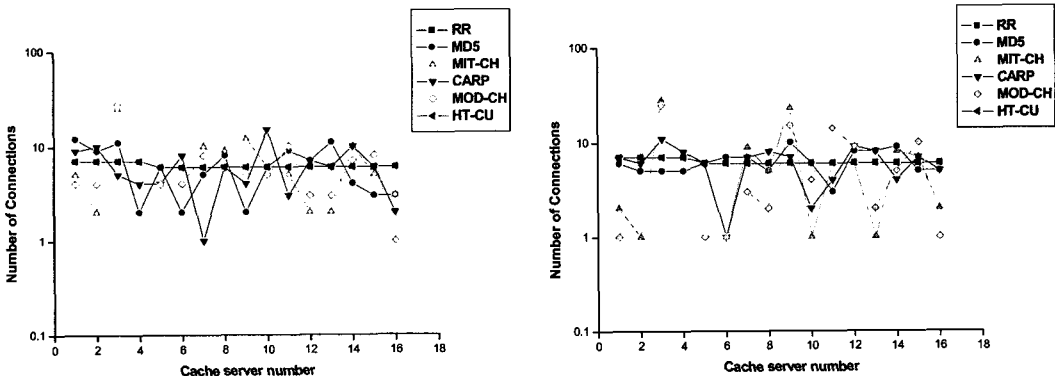 RR
MD5
MIT-CH
CARP
MOD-CH
HT-CU
100
10
1
0.1
Number of Connections
0 2 4 6 8 10 12 14 16 18
Cache server number
RR
MD5
MIT-CH
CARP
MOD-CH
HT-CU
100
10
1
0.1
Number of Connections
0 2 4 6 8 10 12 14 16 18
Cache server number